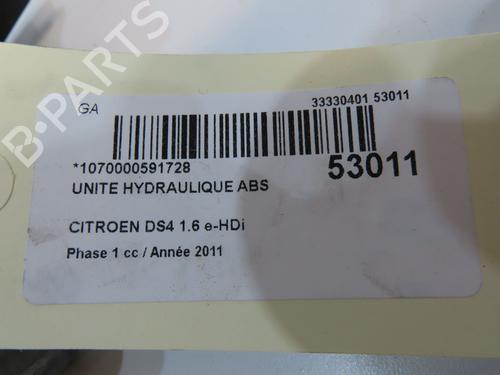 GA
33330401 53011
*1070000591728
53011
UNITE HYDRAULIQUE ABS
CITROEN DS4 1.6 e-HDi
Phase 1 cc / Année 2011
B-PARTS